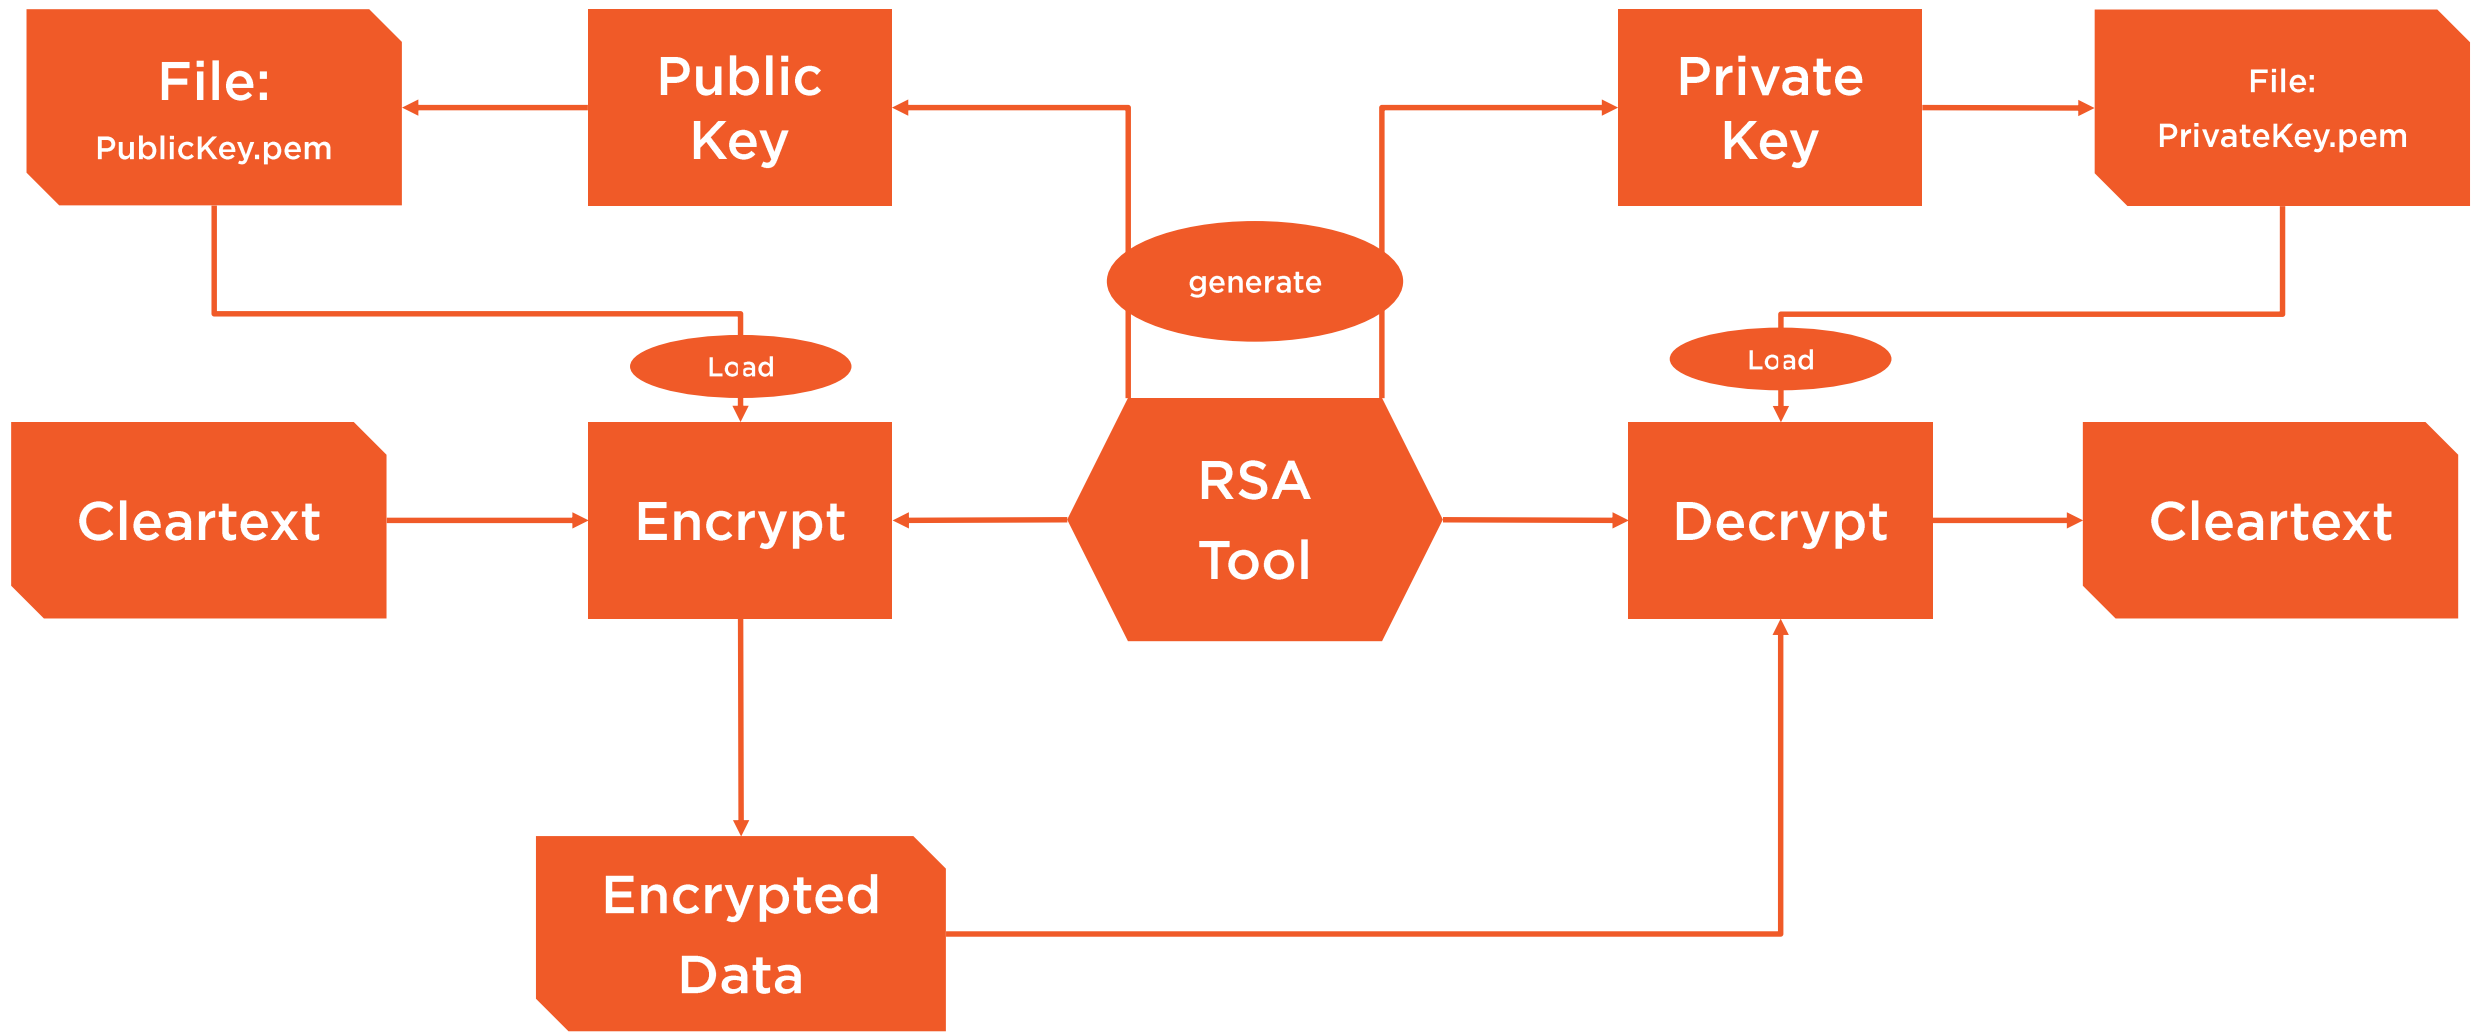 File:
PublicKey.pem
Public
Key
Private
Key
File:
PrivateKey.pem
generate
Load
Load
Cleartext
Encrypt
RSA
Tool
Decrypt
Cleartext
Encrypted
Data